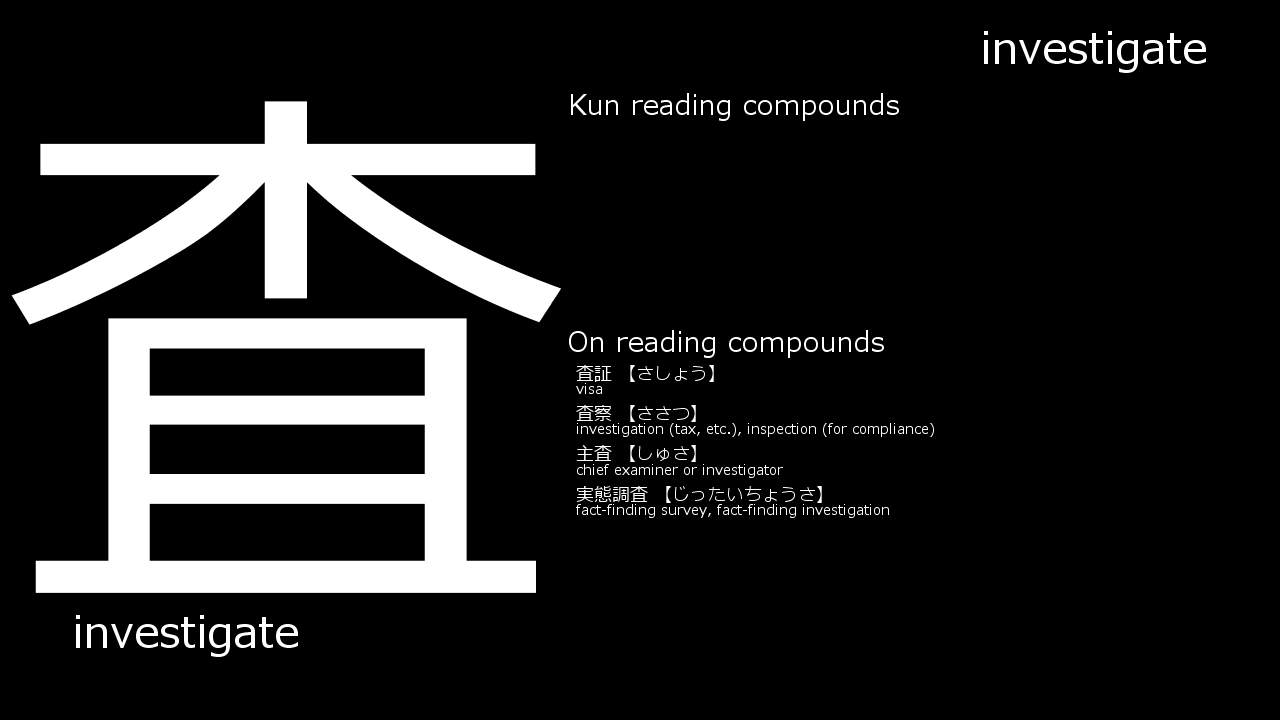 investigate
Kun reading compounds
査
On reading compounds
査証 【さしょう】
visa
査察 【ささつ】
investigation (tax, etc.), inspection (for compliance)
主査 【しゅさ】
chief examiner or investigator
実態調査 【じったいちょうさ】
fact-finding survey, fact-finding investigation
investigate